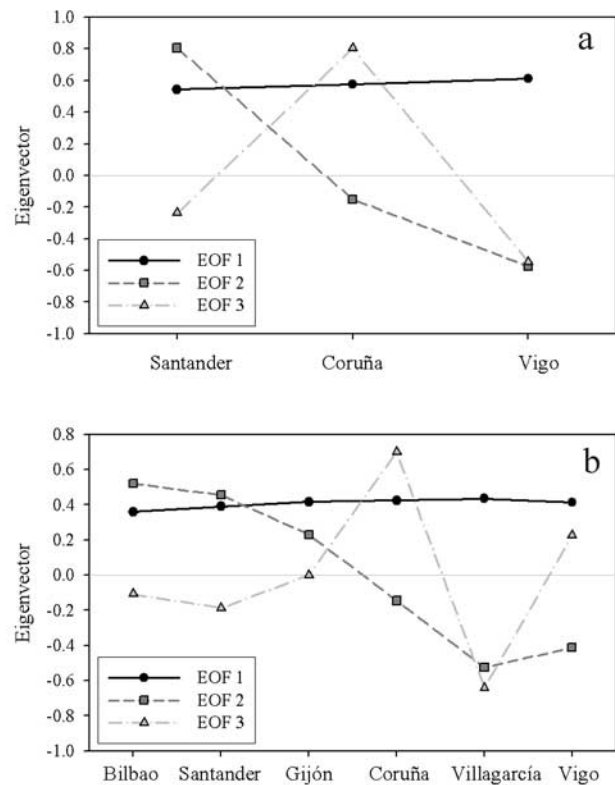 a
1.0
0.8
0.6
0.4
0.2
0.0
-0.2
-0.4
-0.6
-0.8
-1.0
Eigenvector
EOF 1
EOF 2
EOF 3
Santander Coruña Vigo
b
0.8
0.6
0.4
0.2
0.0
-0.2
-0.4
-0.6
-0.8
-1.0
Eigenvector
EOF 1
EOF 2
EOF 3
Bilbao Santander Gijón Coruña Villagarcía Vigo